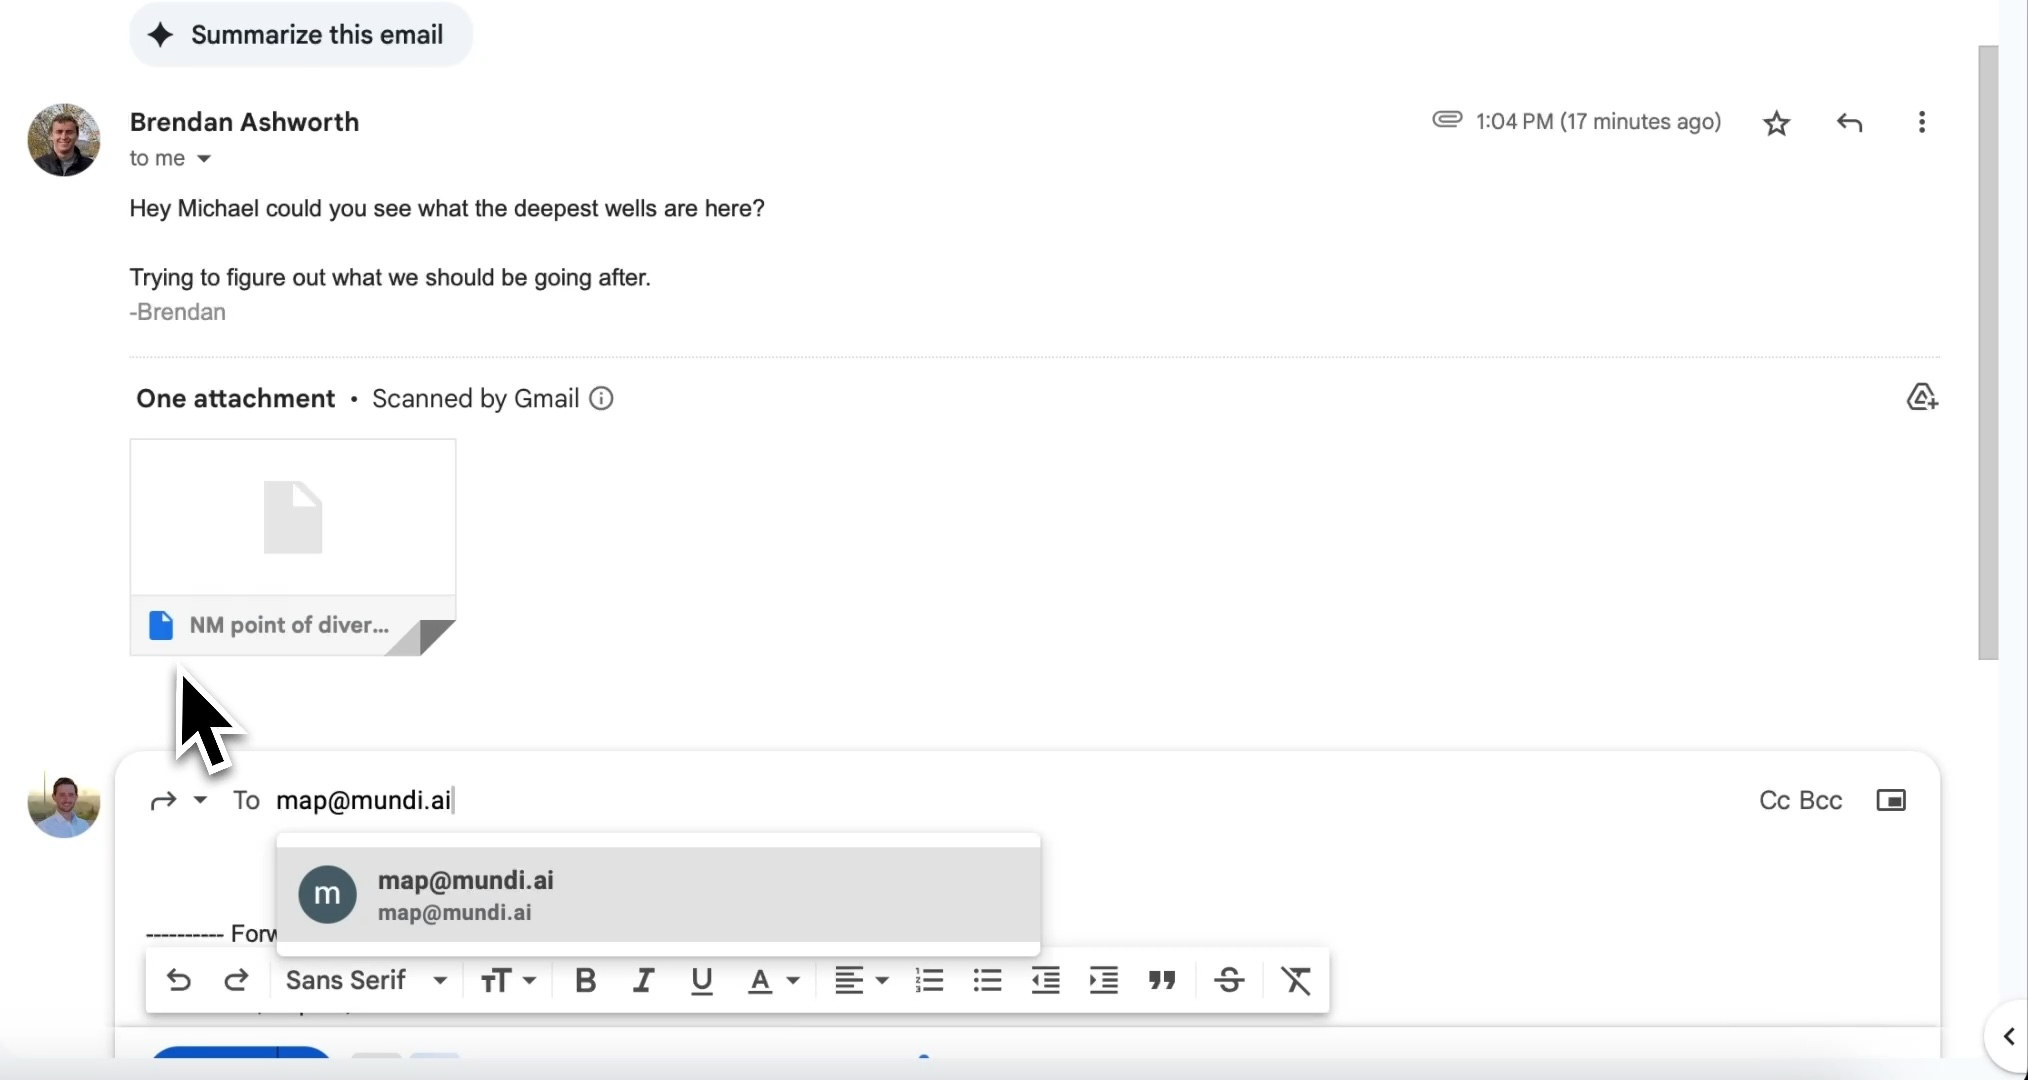 Summarize this email
Brendan Ashworth
1:04 PM (17 minutes ago)
to me
Hey Michael could you see what the deepest wells are here?
Trying to figure out what we should be going after.
-Brendan
One attachment • Scanned by Gmail
NM point of diver...
To map@mundi.ai
Cc Bcc
m
map@mundi.ai
map@mundi.ai
---------- Forw
Sans Serif